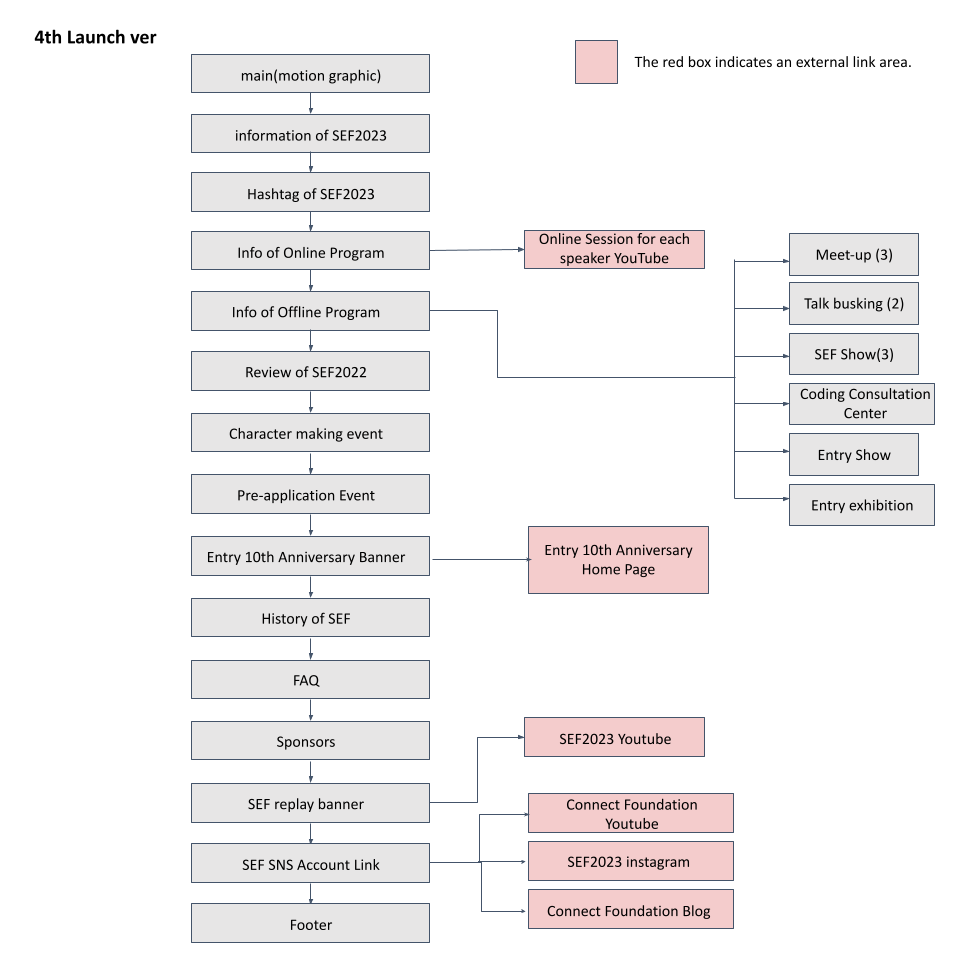 4th Launch ver
The red box indicates an external link area.
main(motion graphic)
information of SEF2023
Hashtag of SEF2023
Info of Online Program
Online Session for each
speaker YouTube
Info of Offline Program
Meet-up (3)
Talk busking (2)
SEF Show(3)
Coding Consultation
Center
Entry Show
Entry exhibition
Review of SEF2022
Character making event
Pre-application Event
Entry 10th Anniversary Banner
Entry 10th Anniversary
Home Page
History of SEF
FAQ
Sponsors
SEF replay banner
SEF2023 Youtube
SEF SNS Account Link
Connect Foundation
Youtube
SEF2023 instagram
Connect Foundation Blog
Footer